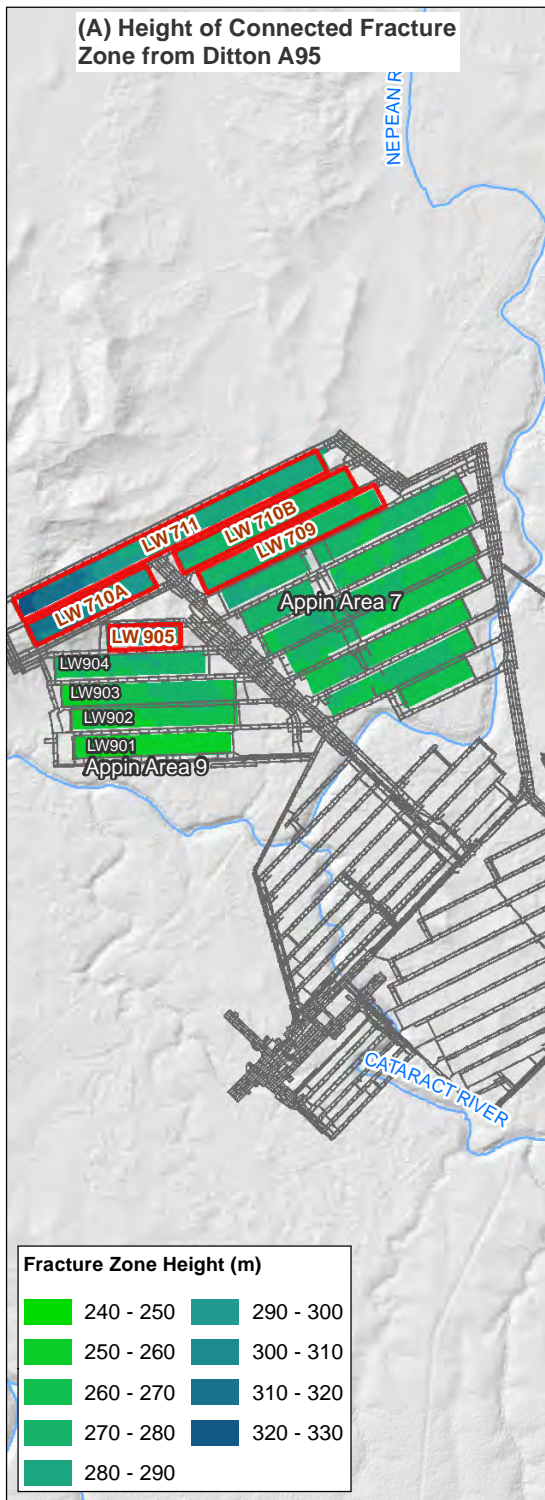 (A) Height of Connected Fracture
Zone from Ditton A95
NEPEAN R
LW 711
LW 710B
LW 709
LW 710A
Appin Area 7
LW 905
LW904
LW903
LW902
LW901
Appin Area 9
CATARACT RIVER
Fracture Zone Height (m)
240 - 250
290 - 300
250 - 260
300 - 310
260 - 270
310 - 320
270 - 280
320 - 330
280 - 290